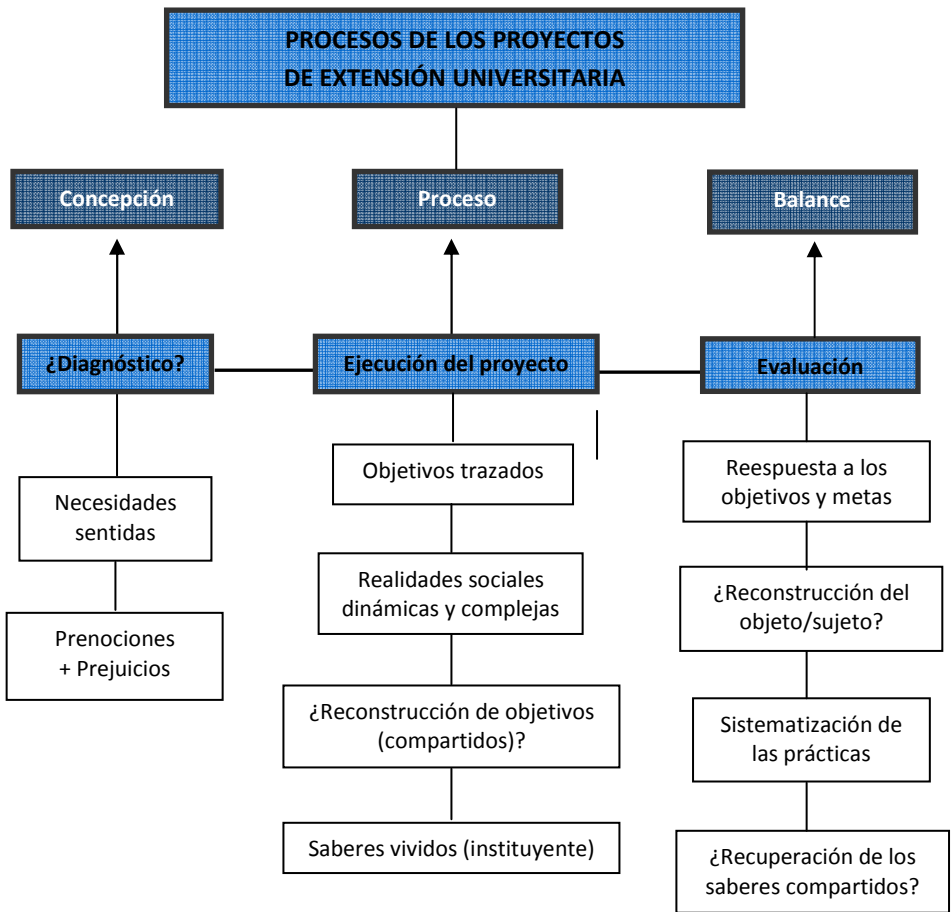 PROCESOS DE LOS PROYECTOS
DE EXTENSIÓN UNIVERSITARIA
Concepción
Proceso
Balance
¿Diagnóstico?
Ejecución del proyecto
Evaluación
Necesidades
sentidas
Prenociones
+ Prejuicios
Objetivos trazados
Realidades sociales
dinámicas y complejas
¿Reconstrucción de objetivos
(compartidos)?
Saberes vividos (instituyente)
Reespuesta a los
objetivos y metas
¿Reconstrucción del
objeto/sujeto?
Sistematización de
las prácticas
¿Recuperación de los
saberes compartidos?